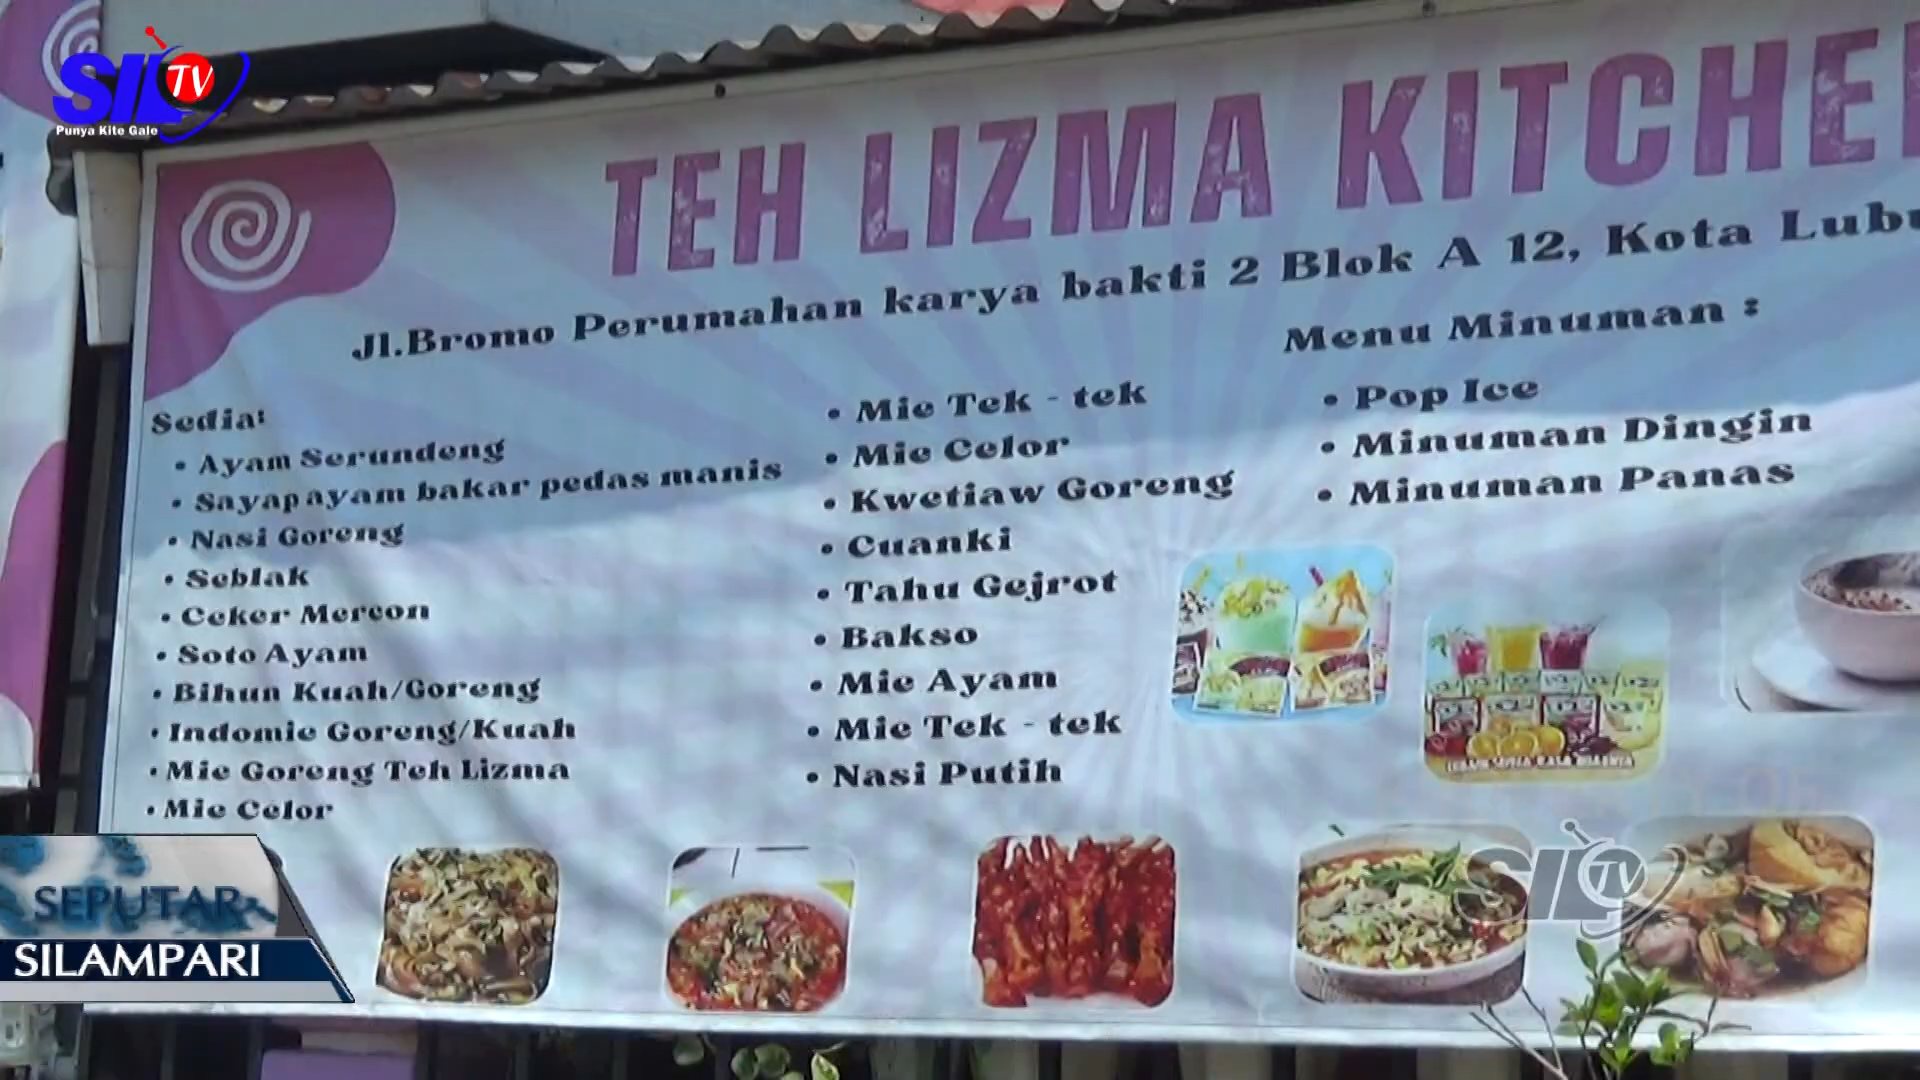 SILTV
Punya Kite Gale
TEH LIZMA KITCHEN
Jl.Bromo Perumahan karya bakti 2 Blok A 12, Kota
Sedia:
• Ayam Serundeng
• Sayap ayam bakar pedas manis
• Nasi Goreng
• Seblak
• Ceker Mercon
• Soto Ayam
• Bihun Kuah/Goreng
• Indomie Goreng/Kuah
• Mie Goreng Teh Lizma
• Mie Celor
• Mie Tek - tek
• Mie Celor
• Kwetiaw Goreng
• Cuanki
• Tahu Gejrot
• Bakso
• Mie Ayam
• Mie Tek - tek
• Nasi Putih
Menu Minuman :
• Pop Ice
• Minuman Dingin
• Minuman Panas
SILTV
SEPUTAR
SILAMPARI